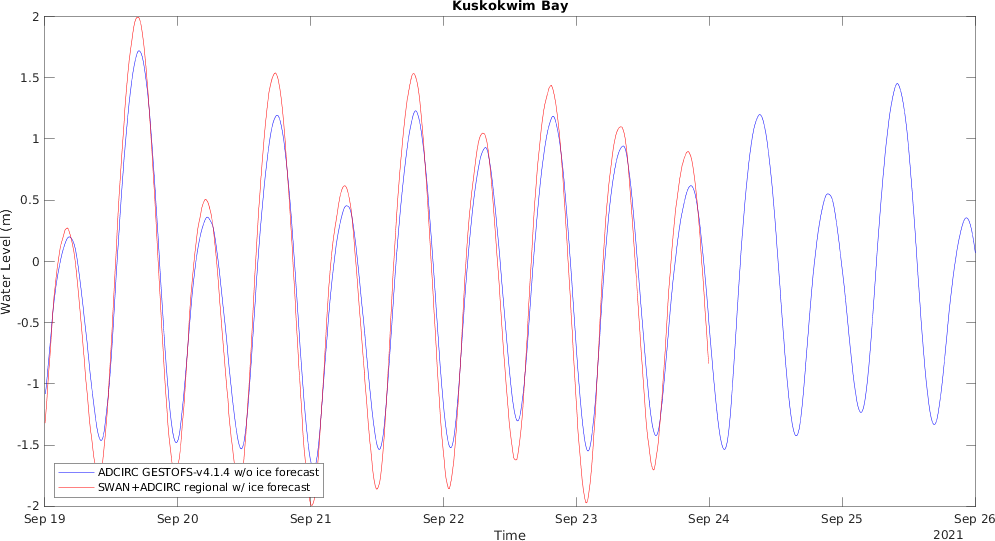 Kuskokwim Bay
2
1.5
1
0.5
0
-0.5
-1
-1.5
-2
Water Level (m)
ADCIRC GESTOFS-v4.1.4 w/o ice forecast
SWAN+ADCIRC regional w/ ice forecast
Sep 19 Sep 20 Sep 21 Sep 22 Sep 23 Sep 24 Sep 25 Sep 26
Time
2021